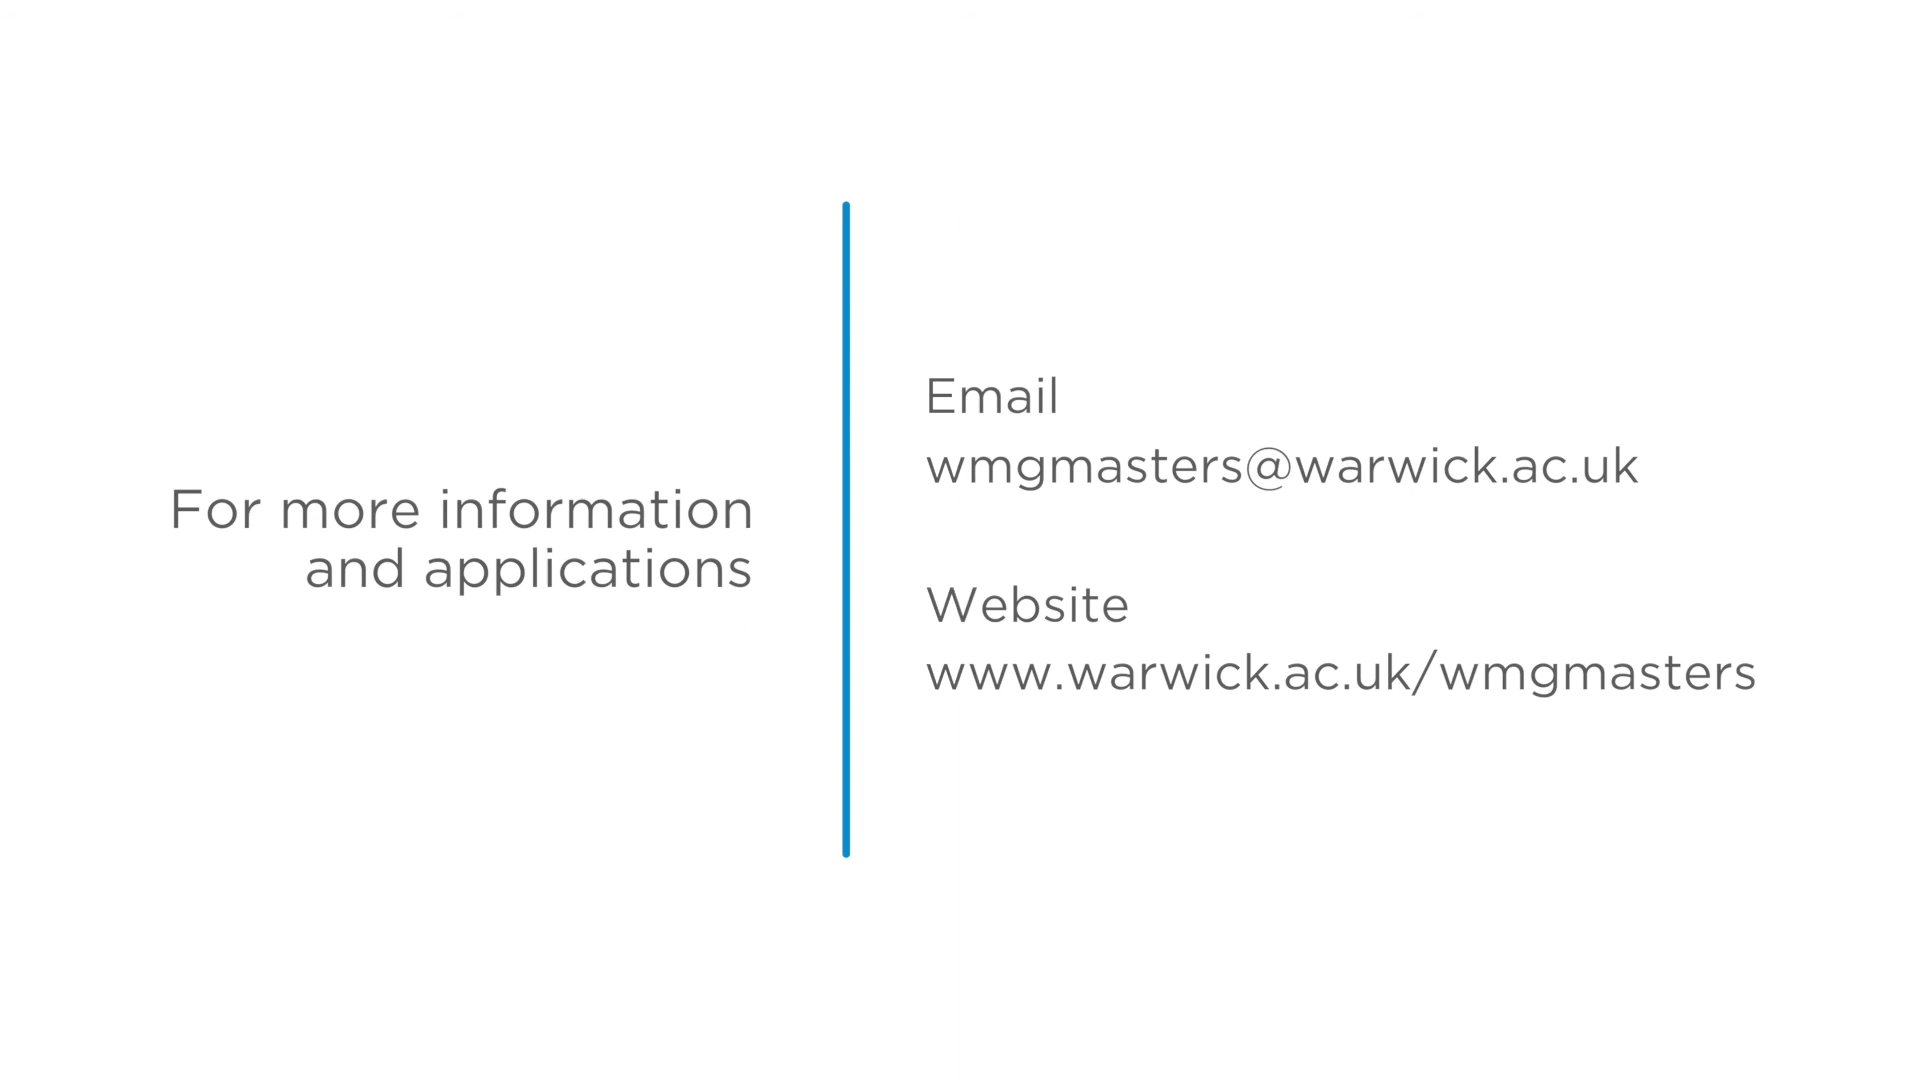 For more information
and applications
Email
wmgmasters@warwick.ac.uk
Website
www.warwick.ac.uk/wmgmasters